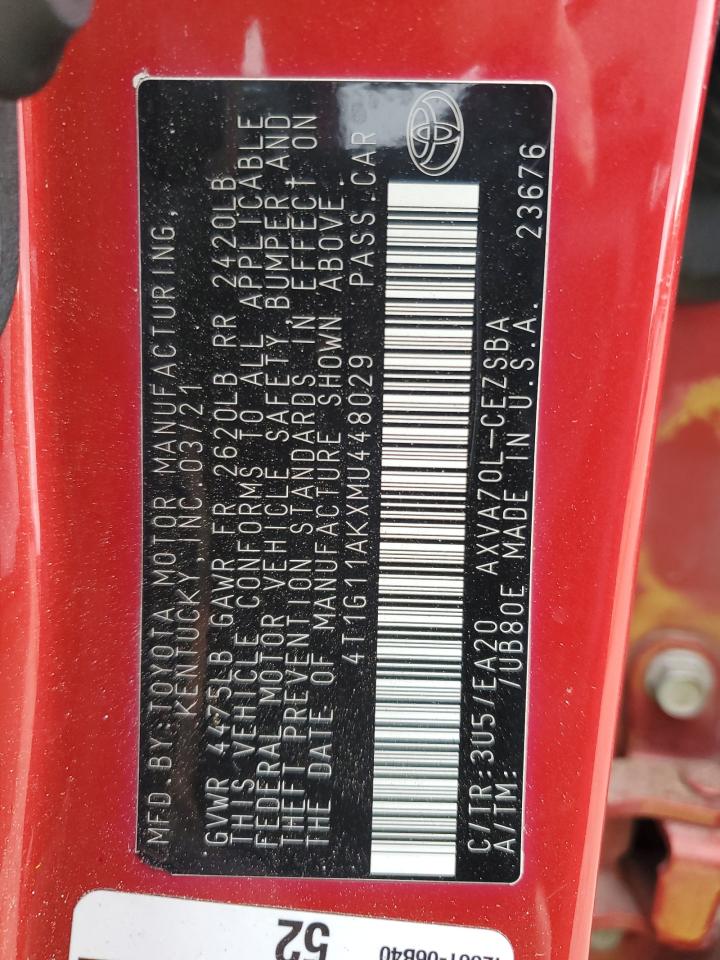 MFD.BY:TOYOTA MOTOR MANUFACTURING,
KENTUCKY, INC.03/21
GVWR 4475LB GAWR FR 2620LB RR 2420LB
THIS VEHICLE CONFORMS TO ALL APPLICABLE
FEDERAL MOTOR VEHICLE SAFETY, BUMPER AND
THEFT PREVENTION STANDARDS IN EFFECT ON
THE DATE OF MANUFACTURE SHOWN ABOVE.
4T1G11AKXMU448029 PASS.CAR
C/TR:3U5/EA20 AXVA70L-CEZSBA
A/TM: /UB80E MADE IN U.S.A. 23676
52